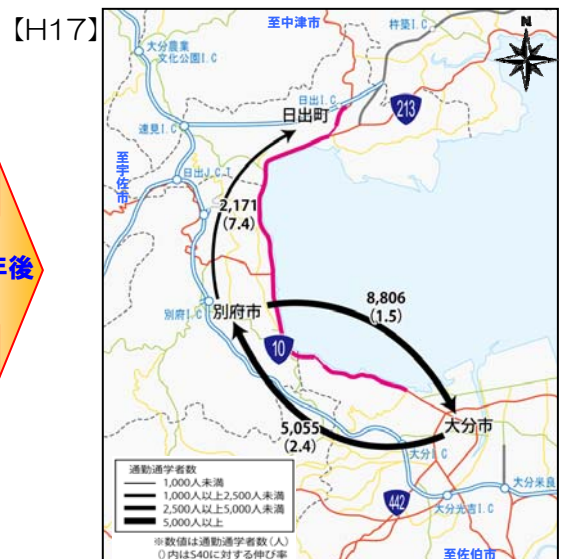 【H17】
至中津市
杵築I.C
N
大分農業
文化公園I.C
日出I.C
日出町
213
速見I.C
至宇佐市
日出J.C.T
2,171
(7.4)
年後
8,806
(1.5)
別府市
別府I.C
10
5,055
(2.4)
大分市
大分I.C
通勤通学者数
1,000人未満
1,000人以上2,500人未満
2,500人以上5,000人未満
5,000人以上
442
大分光吉I.C
大分米良
※数値は通勤通学者数(人)
()内はS40に対する伸び率
至佐伯市